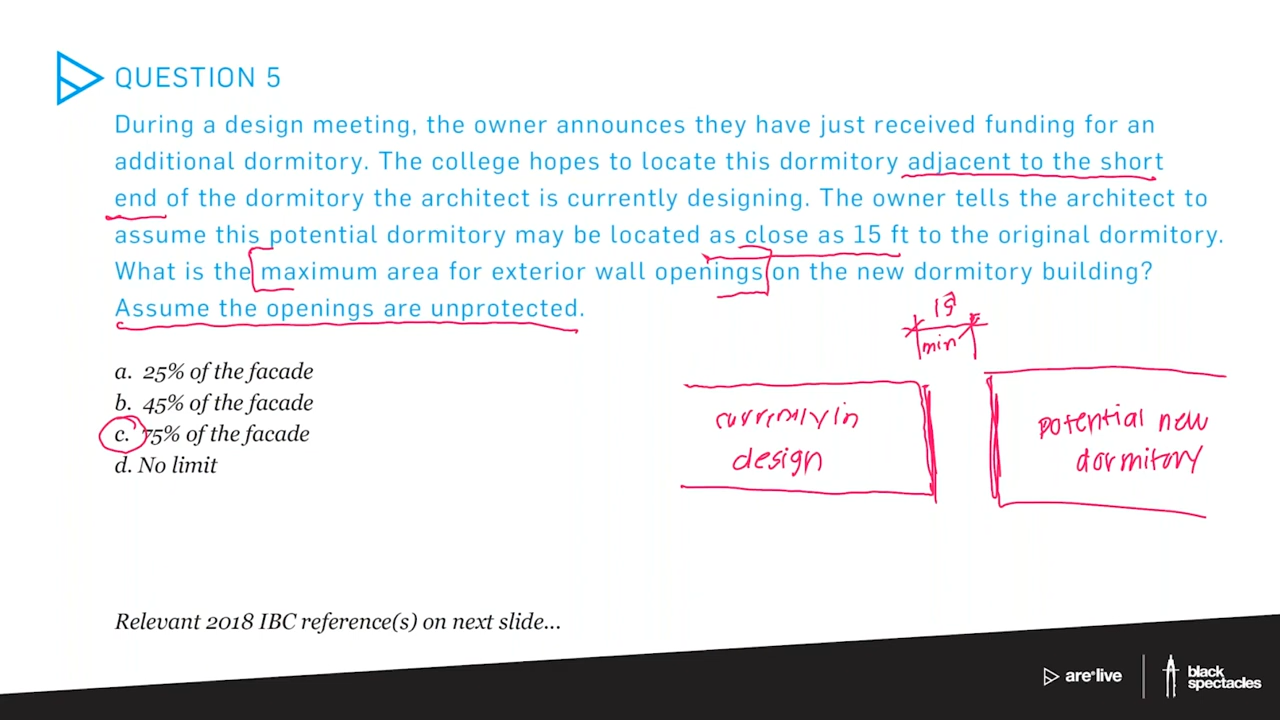 QUESTION 5
During a design meeting, the owner announces they have just received funding for an
additional dormitory. The college hopes to locate this dormitory adjacent to the short
end of the dormitory the architect is currently designing. The owner tells the architect to
assume this potential dormitory may be located as close as 15 ft to the original dormitory.
What is the maximum area for exterior wall openings on the new dormitory building?
Assume the openings are unprotected.
15'
min
a. 25% of the facade
b. 45% of the facade
c. 75% of the facade
d. No limit
currently in
design
potential new
dormitory
Relevant 2018 IBC reference(s) on next slide...
are*live
black
spectacles